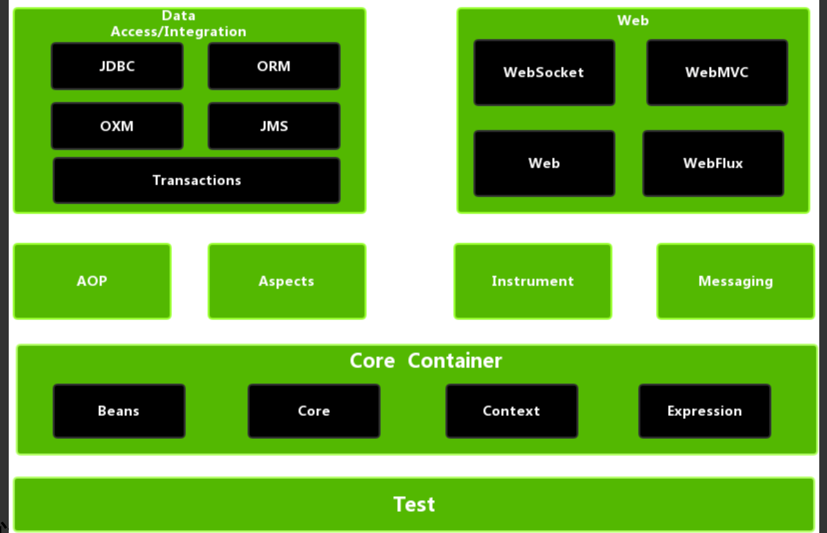 Data
Access/Integration
JDBC
ORM
OXM
JMS
Transactions
Web
WebSocket
WebMVC
Web
WebFlux
AOP
Aspects
Instrument
Messaging
Core Container
Beans
Core
Context
Expression
Test